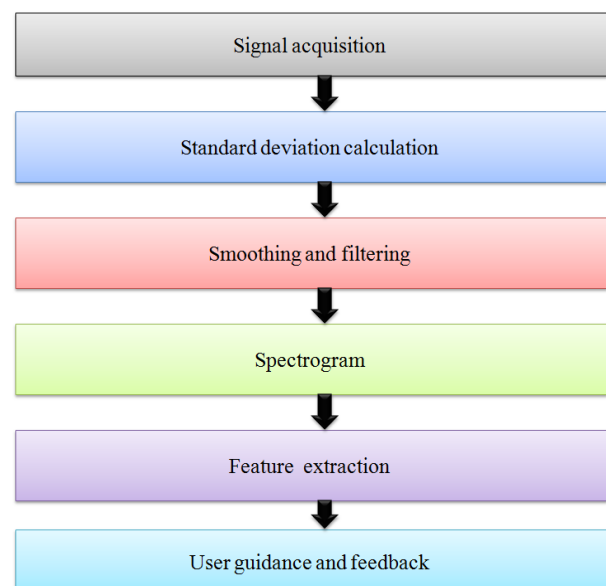 Signal acquisition
Standard deviation calculation
Smoothing and filtering
Spectrogram
Feature extraction
User guidance and feedback